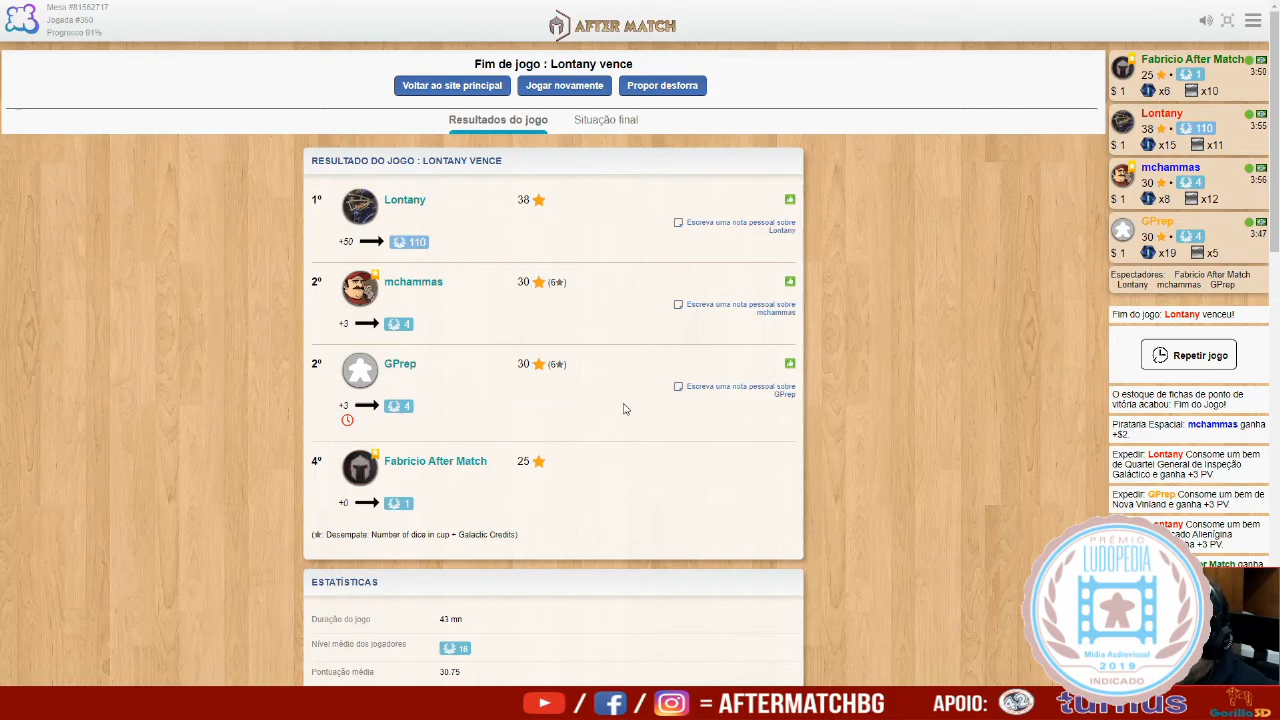 Mesa #81562717
Jogada #360
Progresso 91%
AFTER MATCH
Fim de jogo : Lontany vence
Voltar ao site principal
Jogar novamente
Propor desforra
Resultados do jogo
Situação final
RESULTADO DO JOGO : LONTANY VENCE
1º
Lontany
38
Escreva uma nota pessoal sobre
Lontany
+50
110
2º
mchammas
30 (6★)
Escreva uma nota pessoal sobre
mchammas
+3
4
2º
GPrep
30 (6★)
Escreva uma nota pessoal sobre
GPrep
+3
4
4º
Fabricio After Match
25
+0
1
(★: Desempate: Number of dice in cup + Galactic Credits)
ESTATÍSTICAS
Duração do jogo 43 mn
Nível médio dos jogadores 16
Pontuação média 30.75
Fabricio After Match
25 ★ 1 3:50
$ 1 x6 x10
Lontany
38 ★ 110 3:55
$ 1 x15 x11
mchammas
30 ★ 4 3:56
$ 1 x8 x12
GPrep
30 ★ 4 3:47
$ 1 x19 x5
Espectadores: Fabricio After Match
Lontany mchammas GPrep
Fim do jogo: Lontany venceu!
Repetir jogo
O estoque de fichas de ponto de
vitória acabou: Fim do Jogo!
Pirataria Espacial: mchammas ganha
+$2.
Expedir: Lontany Consome um bem
de Quartel General de Inspeção
Galáctico e ganha +3 PV.
Expedir: GPrep Consome um bem de
Nova Vinland e ganha +3 PV.
Consome um bem
+3 PV.
Match ganha
PRÊMIO
LUDOPEDIA
Mídia Audiovisual
2019
INDICADO
/ / = AFTERMATCHBG
APOIO:
turnus
Gorilla3D